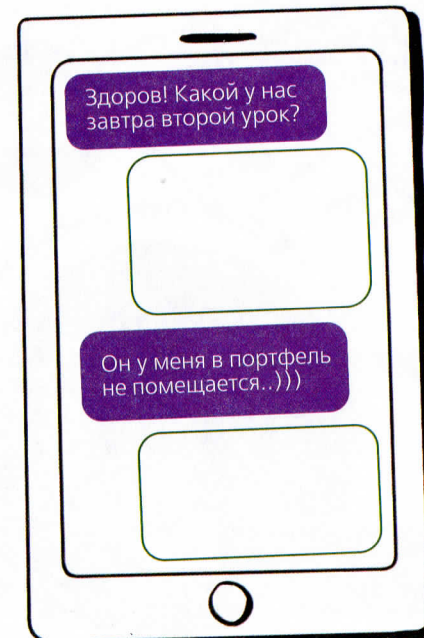 Здоров! Какой у нас
завтра второй урок?
Он у меня в портфель
не помещается..)))